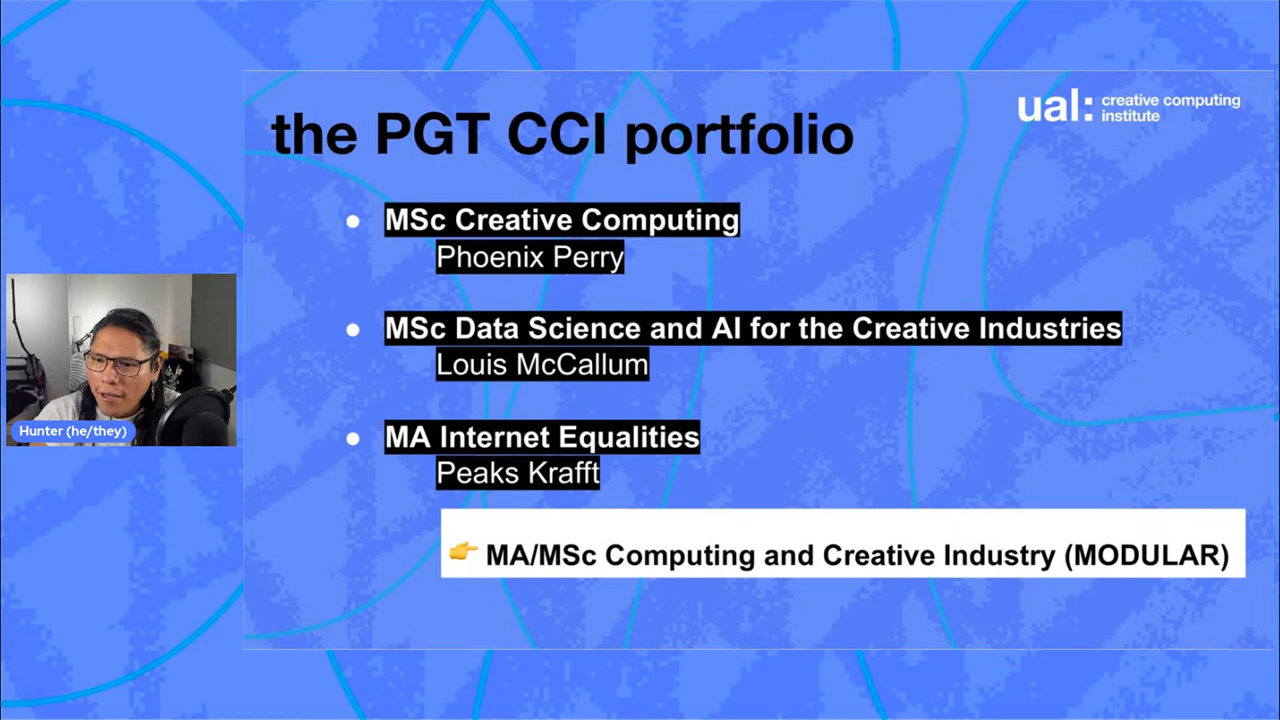 the PGT CCI portfolio
ual: creative computing
institute
MSc Creative Computing
Phoenix Perry
MSc Data Science and AI for the Creative Industries
Louis McCallum
MA Internet Equalities
Peaks Krafft
👉 MA/MSc Computing and Creative Industry (MODULAR)
Hunter (he/they)